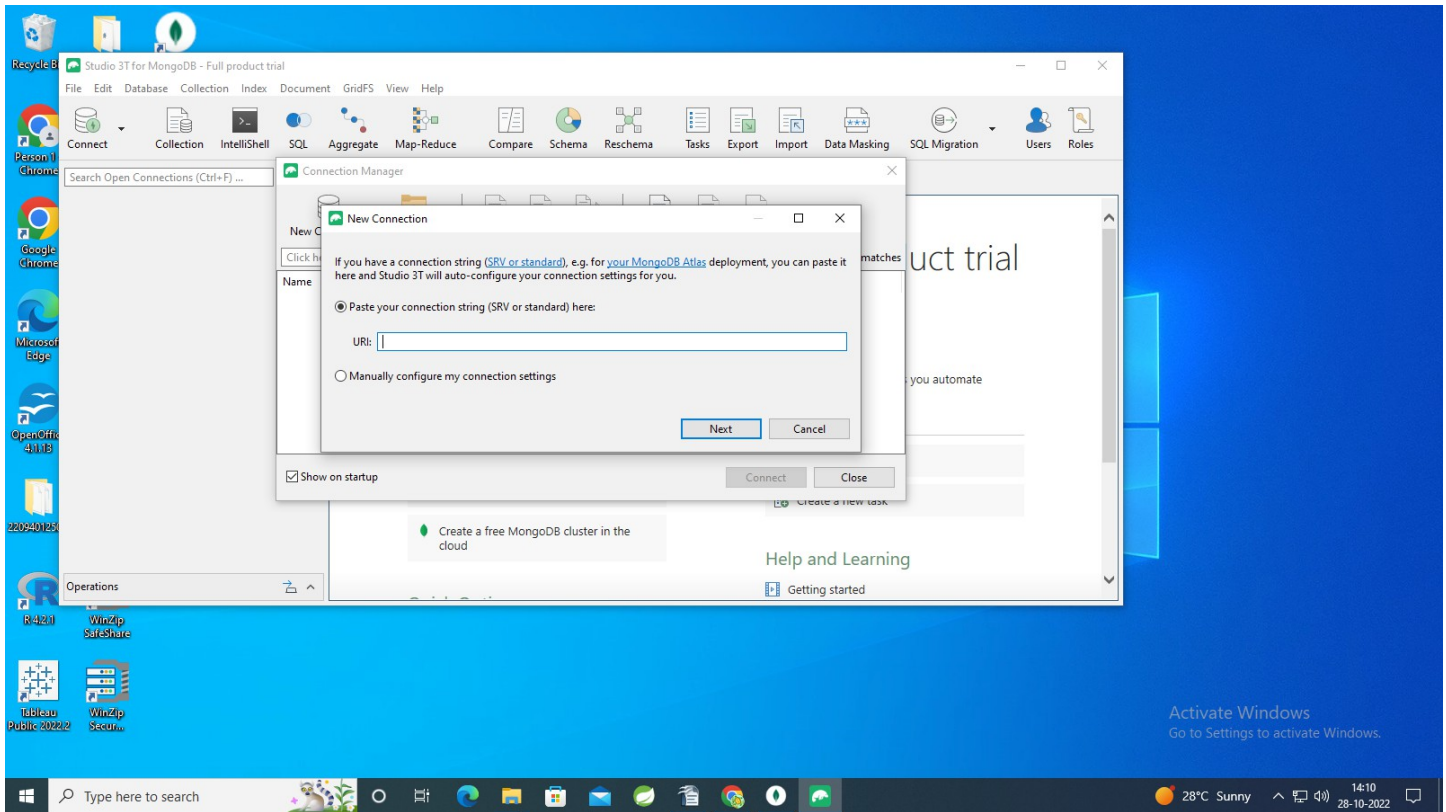 Recycle B
Studio 3T for MongoDB - Full product trial
File Edit Database Collection Index Document GridFS View Help
Connect Collection IntelliShell SQL Aggregate Map-Reduce Compare Schema Reschema Tasks Export Import Data Masking SQL Migration Users Roles
Person 1
Chrome
Search Open Connections (Ctrl+F) ...
Connection Manager
New C
New Connection
Click h
matches
Name
If you have a connection string (SRV or standard), e.g. for your MongoDB Atlas deployment, you can paste it
here and Studio 3T will auto-configure your connection settings for you.
Paste your connection string (SRV or standard) here:
URI:
Manually configure my connection settings
Next Cancel
Show on startup
Connect Close
uct trial
you automate
Create a new task
Create a free MongoDB cluster in the
cloud
Help and Learning
Getting started
Operations
Google
Chrome
Microsof
Edge
OpenOffic
4.1.13
2209401250
R 4.2.1
WinZip
SafeShare
Tableau
Public 2022.2
WinZip
Secur...
Activate Windows
Go to Settings to activate Windows.
Type here to search
28°C Sunny
14:10
28-10-2022